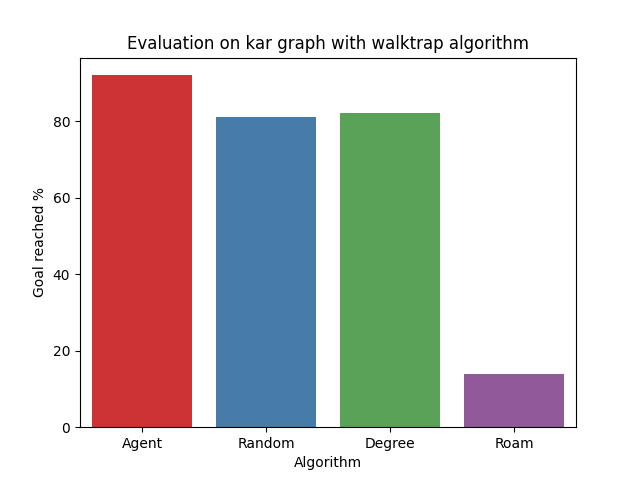 Evaluation on kar graph with walktrap algorithm
Goal reached %
80
60
40
20
0
Agent Random Degree Roam
Algorithm